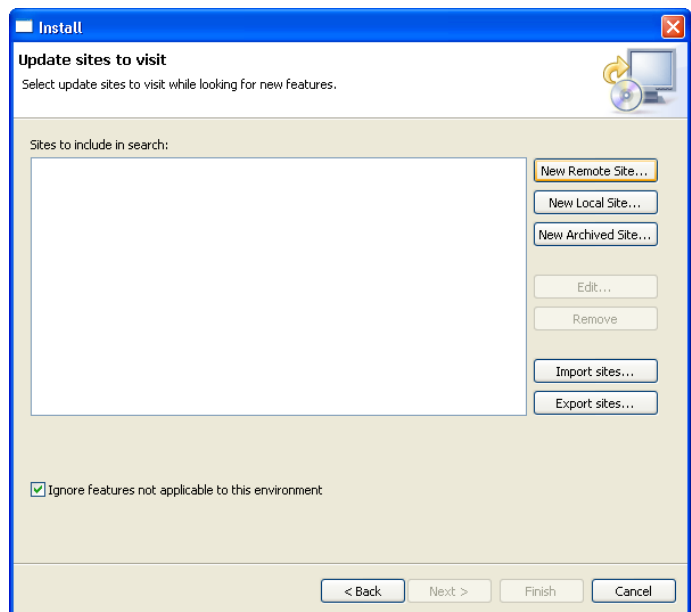 Install
Update sites to visit
Select update sites to visit while looking for new features.
Sites to include in search:
New Remote Site...
New Local Site...
New Archived Site...
Edit...
Remove
Import sites...
Export sites...
Ignore features not applicable to this environment
< Back
Next >
Finish
Cancel